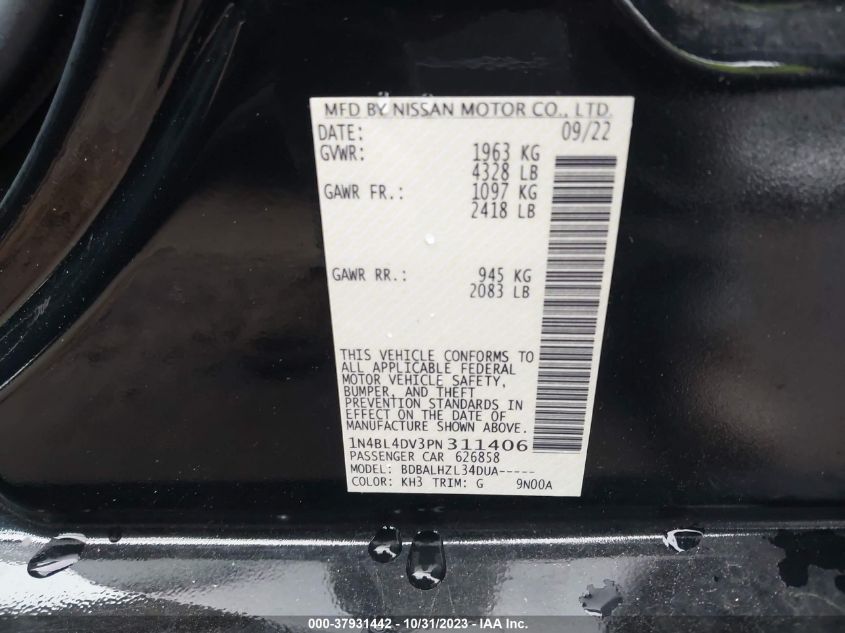 MFD BY NISSAN MOTOR CO., LTD.
DATE: 09/22
GVWR: 1963 KG
4328 LB
GAWR FR.: 1097 KG
2418 LB
GAWR RR.: 945 KG
2083 LB
THIS VEHICLE CONFORMS TO
ALL APPLICABLE FEDERAL
MOTOR VEHICLE SAFETY,
BUMPER, AND THEFT
PREVENTION STANDARDS IN
EFFECT ON THE DATE OF
MANUFACTURE SHOWN ABOVE.
1N4BL4DV3PN311406
PASSENGER CAR 626858
MODEL: BDBALHZL34DUA-----
COLOR: KH3 TRIM: G 9N00A
000-37931442 - 10/31/2023 - IAA Inc.